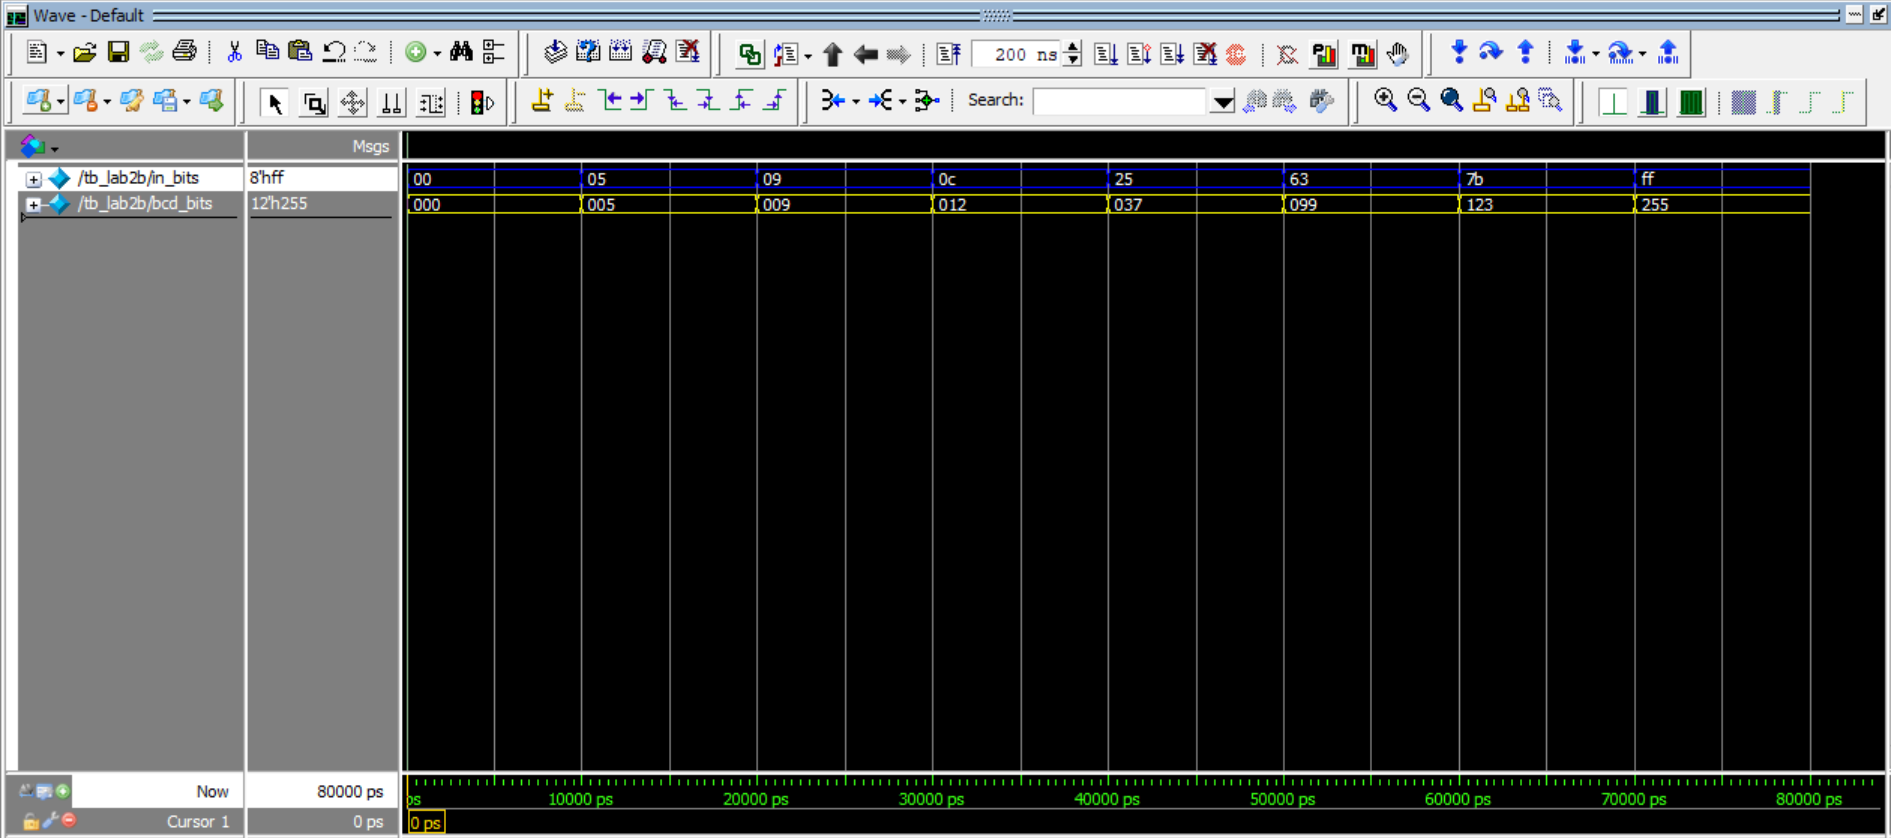 Wave - Default
200 ns
Search:
Msgs
/tb_lab2b/in_bits 8'hff 00 05 09 0c 25 63 7b ff
/tb_lab2b/bcd_bits 12'h255 000 005 009 012 037 099 123 255
Now 80000 ps ps 10000 ps 20000 ps 30000 ps 40000 ps 50000 ps 60000 ps 70000 ps 80000 ps
Cursor 1 0 ps 0 ps